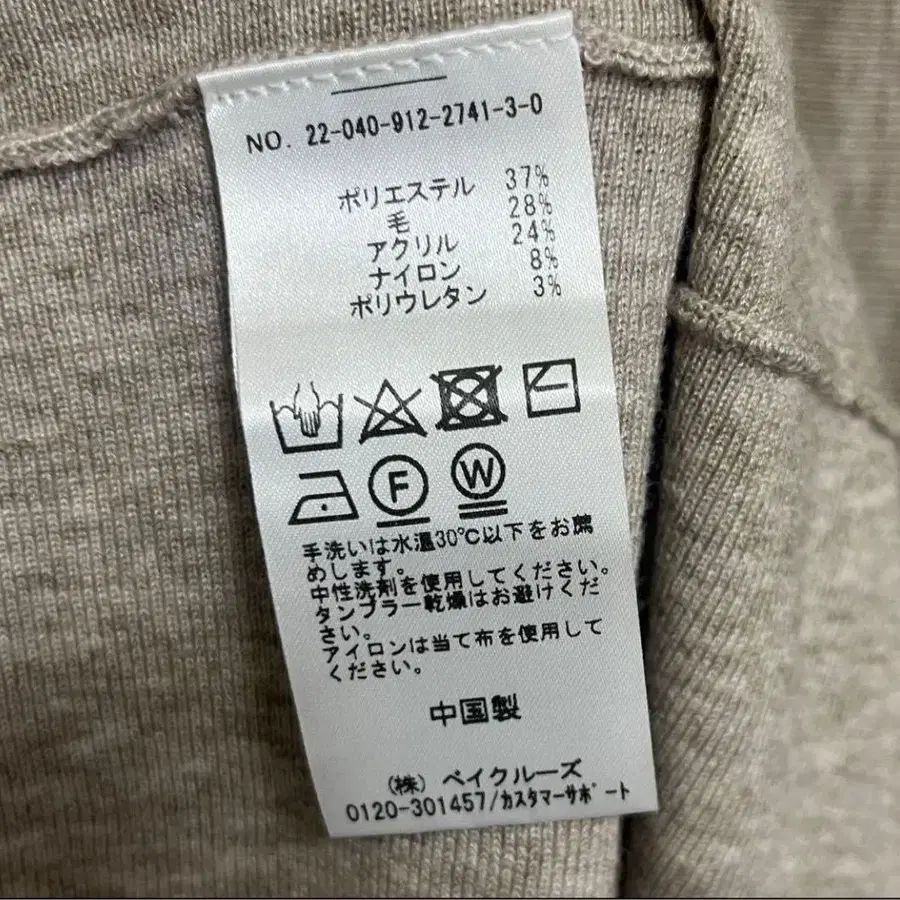 NO. 22-040-912-2741-3-0
ポリエステル 37%
毛 28%
アクリル 24%
ナイロン 8%
ポリウレタン 3%
F W
手洗いは水温30℃以下をお薦
めします。
中性洗剤を使用してください。
タンブラー乾燥はお避けくだ
さい。
アイロンは当て布を使用して
ください。
中国製
(株) ベイクルーズ
0120-301457/カスタマーサポート